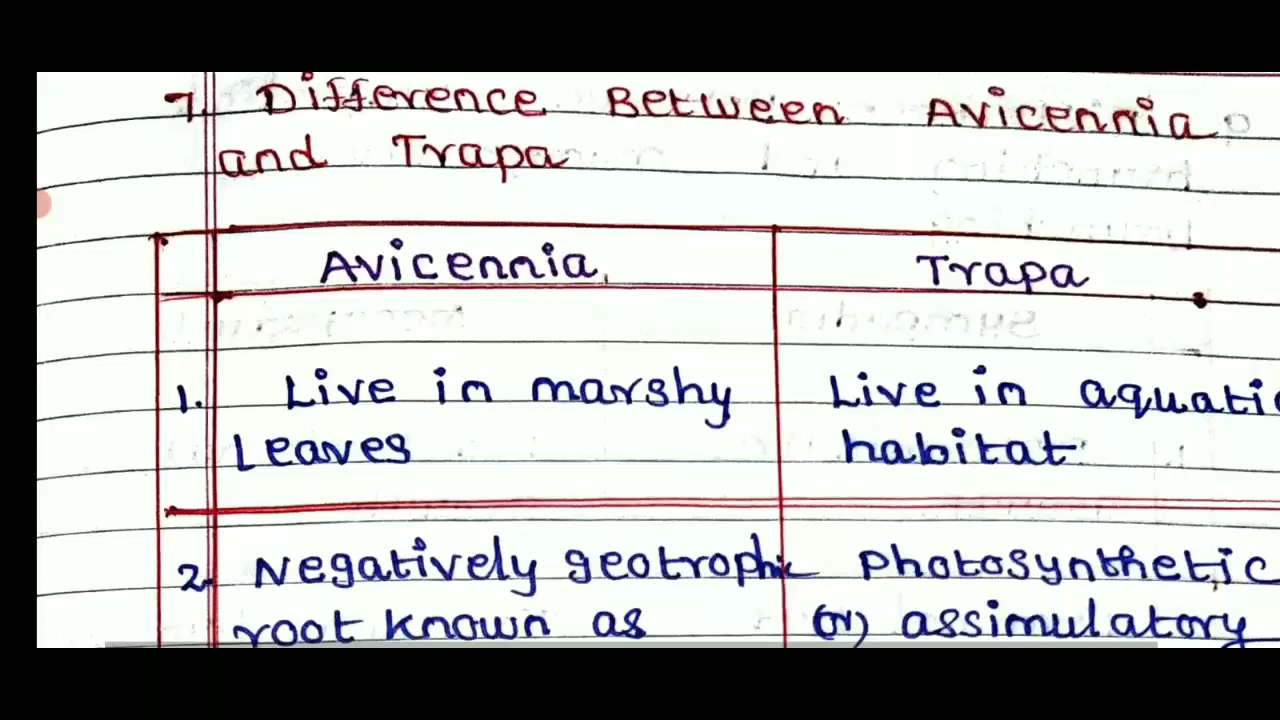 7. Difference Between Avicennia
and Trapa
Avicennia
Trapa
1. Live in marshy
Leaves
Live in aquatic
habitat
2. Negatively geotrophic
root known as
Photosynthetic
(or) assimulatory